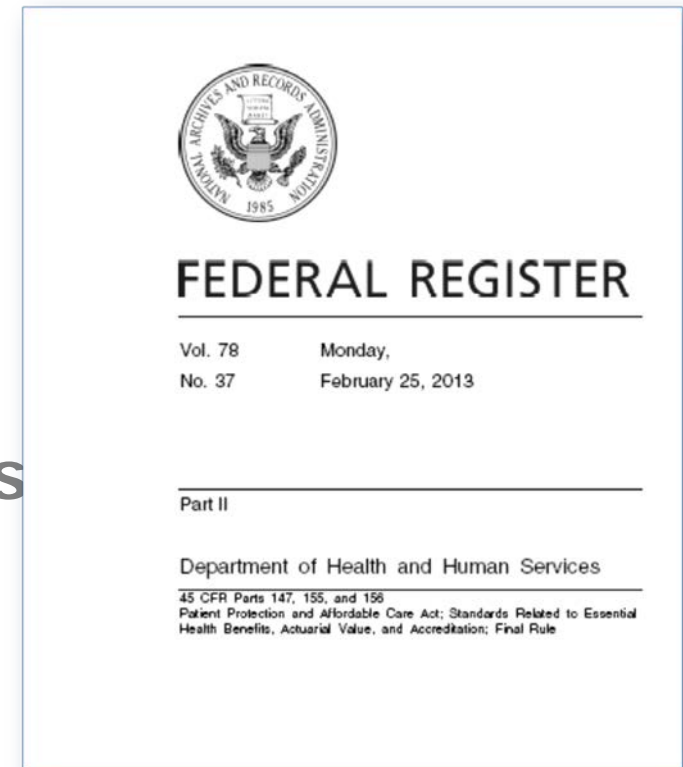 NATIONAL ARCHIVES AND RECORDS ADMINISTRATION
1985
FEDERAL REGISTER
Vol. 78 Monday,
No. 37 February 25, 2013
s
Part II
Department of Health and Human Services
45 CFR Parts 147, 155, and 156
Patient Protection and Affordable Care Act; Standards Related to Essential
Health Benefits, Actuarial Value, and Accreditation; Final Rule